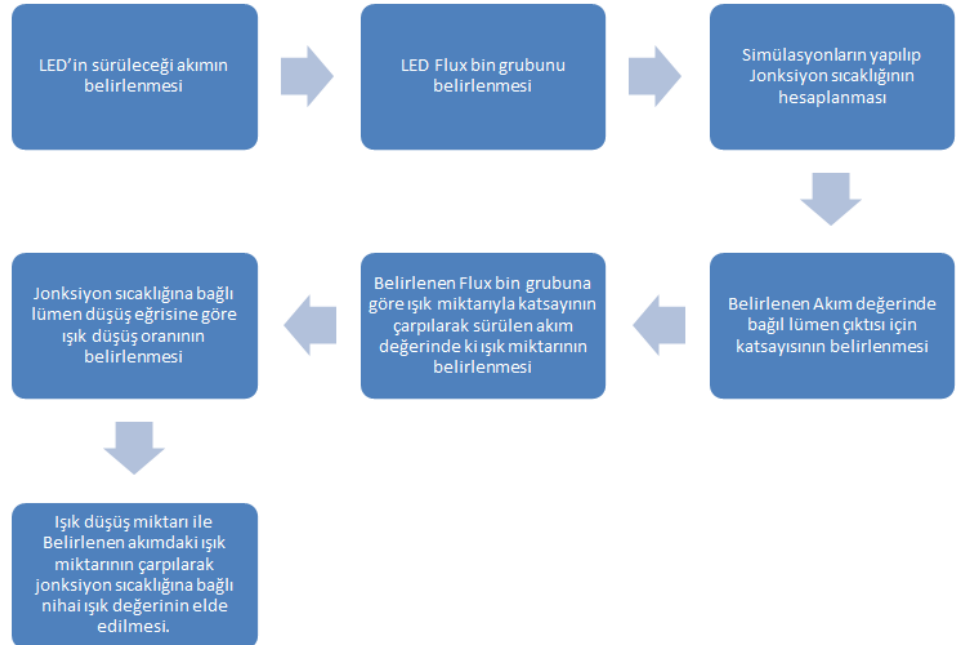 LED'in sürüleceği akımın
belirlenmesi
LED Flux bin grubunu
belirlenmesi
Simülasyonların yapılıp
Jonksiyon sıcaklığının
hesaplanması
Belirlenen Akım değerinde
bağıl lümen çıktısı için
katsayısının belirlenmesi
Belirlenen Flux bin grubuna
göre ışık miktarıyla katsayının
çarpılarak sürülen akım
değerinde ki ışık miktarının
belirlenmesi
Jonksiyon sıcaklığına bağlı
lümen düşüş eğrisine göre
ışık düşüş oranının
belirlenmesi
Işık düşüş miktarı ile
Belirlenen akımdaki ışık
miktarının çarpılarak
jonksiyon sıcaklığına bağlı
nihai ışık değerinin elde
edilmesi.